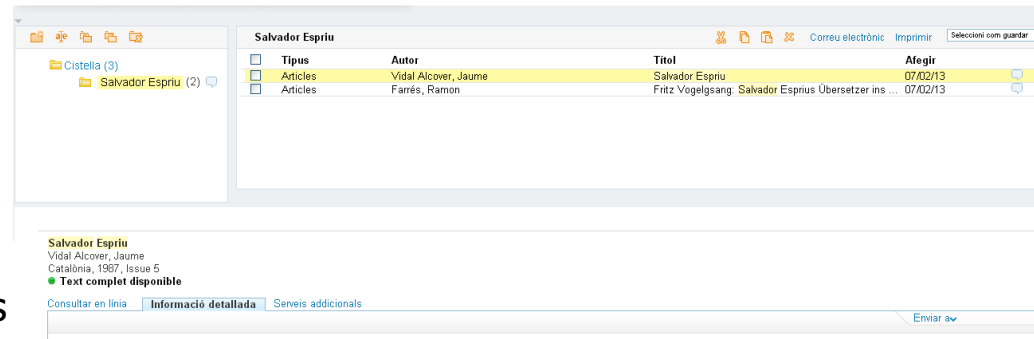 aje
Salvador Espriu
Correu electrònic Imprimir Seleccioni com guardar
Cistella (3)
Salvador Espriu (2)
Tipus Autor Títol Afegir
Articles Vidal Alcover, Jaume Salvador Espriu 07/02/13
Articles Farrés, Ramon Fritz Vogelgsang: Salvador Esprius Übersetzer ins ... 07/02/13
Salvador Espriu
Vidal Alcover, Jaume
Catalònia, 1987, Issue 5
Text complet disponible
s
Consultar en línia Informació detallada Serveis addicionals
Enviar a